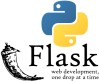 Flask
web development,
one drop at a time